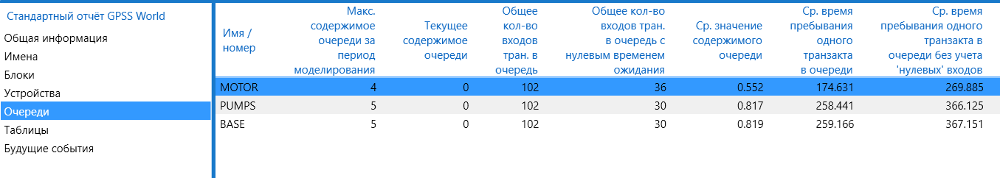 Стандартный отчёт GPSS World
Общая информация
Имена
Блоки
Устройства
Очереди
Таблицы
Будущие события
Имя /
номер
Макс.
содержимое
очереди за
период
моделирования
Текущее
содержимое
очереди
Общее
кол-во
входов
тран. в
очередь
Общее кол-во
входов тран.
в очередь с
нулевым временем
ожидания
Ср. значение
содержимого
очереди
Ср. время
пребывания
одного
транзакта
в очереди
Ср. время
пребывания одного
транзакта в
очереди без учета
'нулевых' входов
MOTOR 4 0 102 36 0.552 174.631 269.885
PUMPS 5 0 102 30 0.817 258.441 366.125
BASE 5 0 102 30 0.819 259.166 367.151